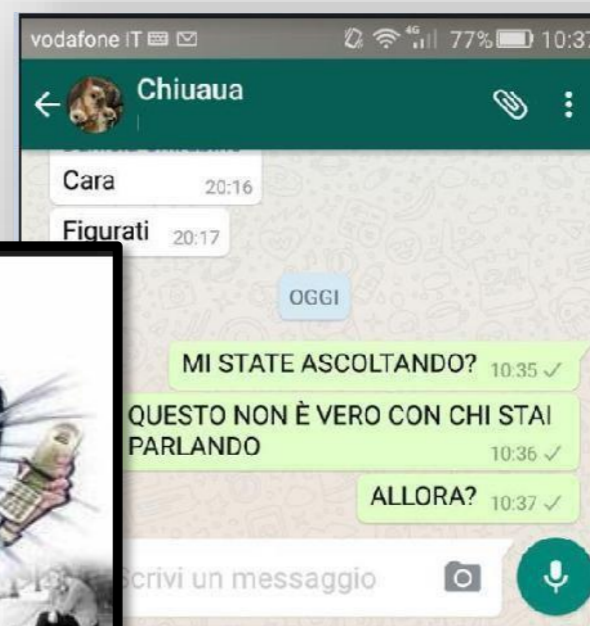 vodafone IT 4G 77% 10:37
Chiuaua
Cara 20:16
Figurati 20:17
OGGI
MI STATE ASCOLTANDO? 10:35
QUESTO NON È VERO CON CHI STAI
PARLANDO 10:36
ALLORA? 10:37
Scrivi un messaggio